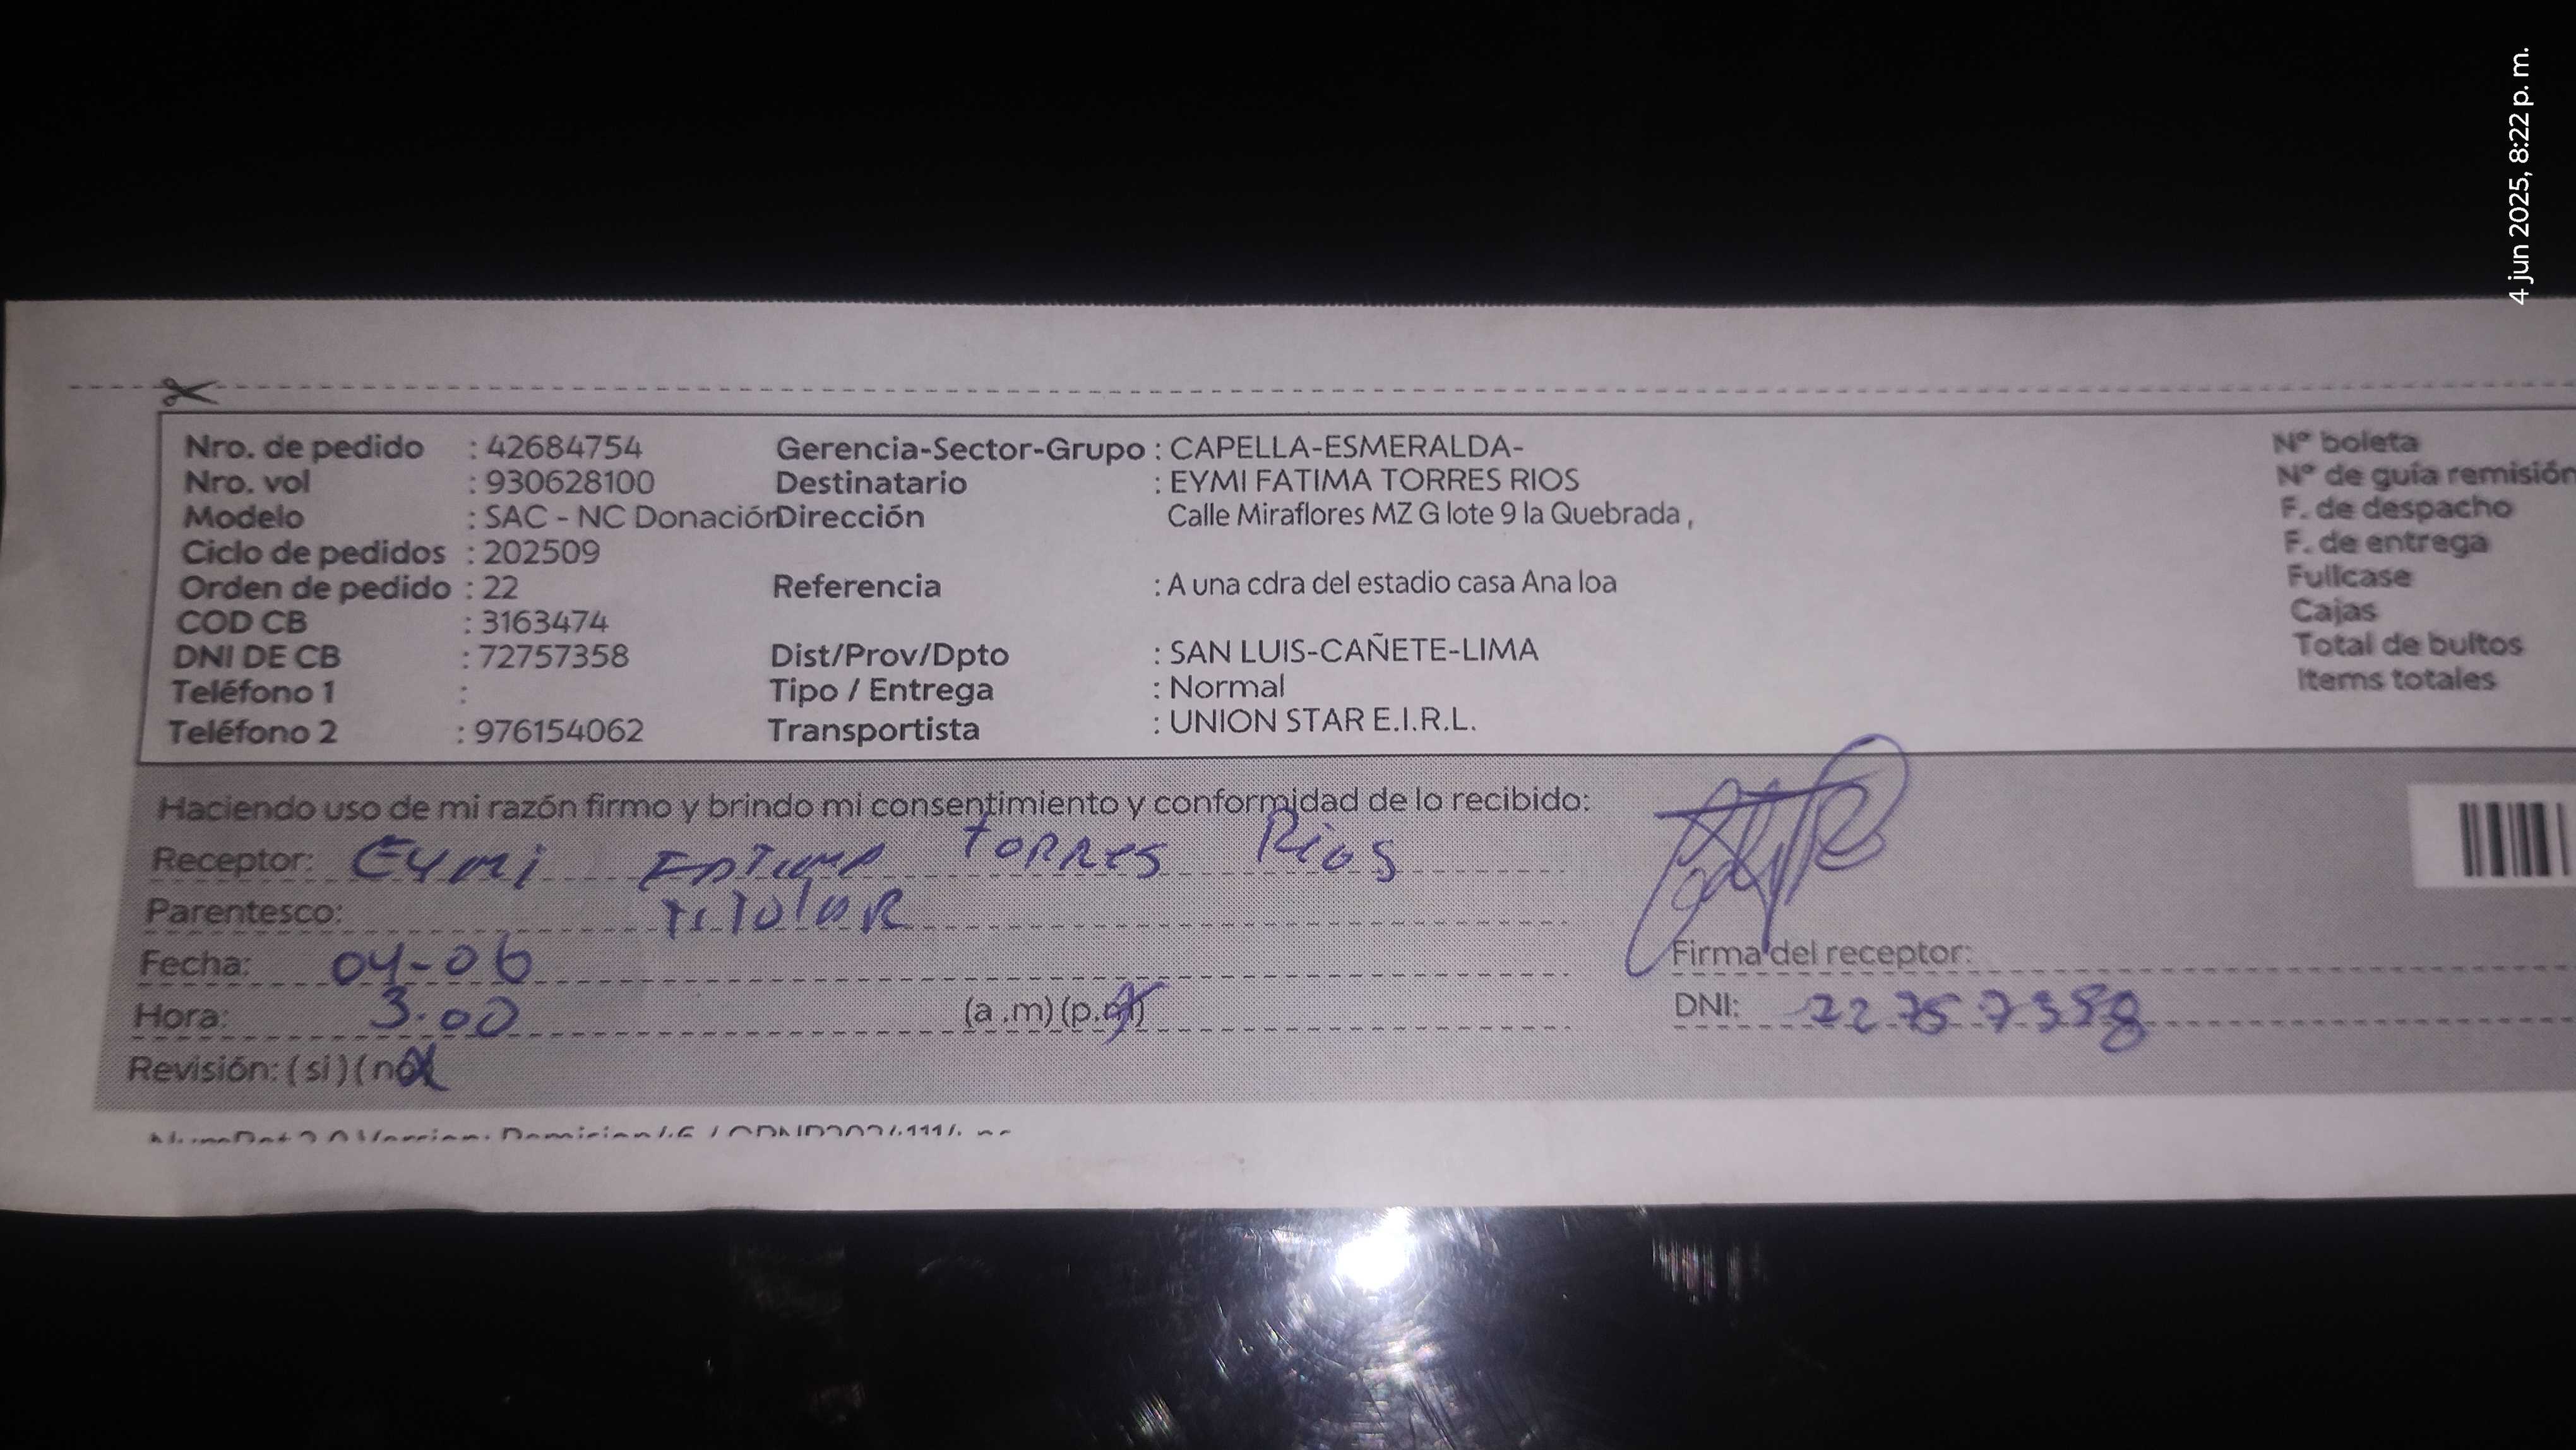 4 jun 2025, 8:22 p. m.
Nro. de pedido : 42684754 Gerencia-Sector-Grupo : CAPELLA-ESMERALDA- Nº boleta
Nro. vol : 930628100 Destinatario : EYMI FATIMA TORRES RIOS Nº de guía remisión
Modelo : SAC - NC Donación Dirección Calle Miraflores MZ G lote 9 la Quebrada , F. de despacho
Ciclo de pedidos : 202509 F. de entrega
Orden de pedido : 22 Referencia : A una cdra del estadio casa Ana loa Fullcase
COD CB : 3163474 Cajas
DNI DE CB : 72757358 Dist/Prov/Dpto : SAN LUIS-CAÑETE-LIMA Total de bultos
Teléfono 1 : Tipo / Entrega : Normal Items totales
Teléfono 2 : 976154062 Transportista : UNION STAR E.I.R.L.
Haciendo uso de mi razón firmo y brindo mi consentimiento y conformidad de lo recibido:
Receptor: Eymi Fatima Torres Rios
Parentesco: Titular
Fecha: 04-06 Firma del receptor:
Hora: 3.00 (a .m) (p.m) DNI: 72757358
Revisión: ( si ) ( no )